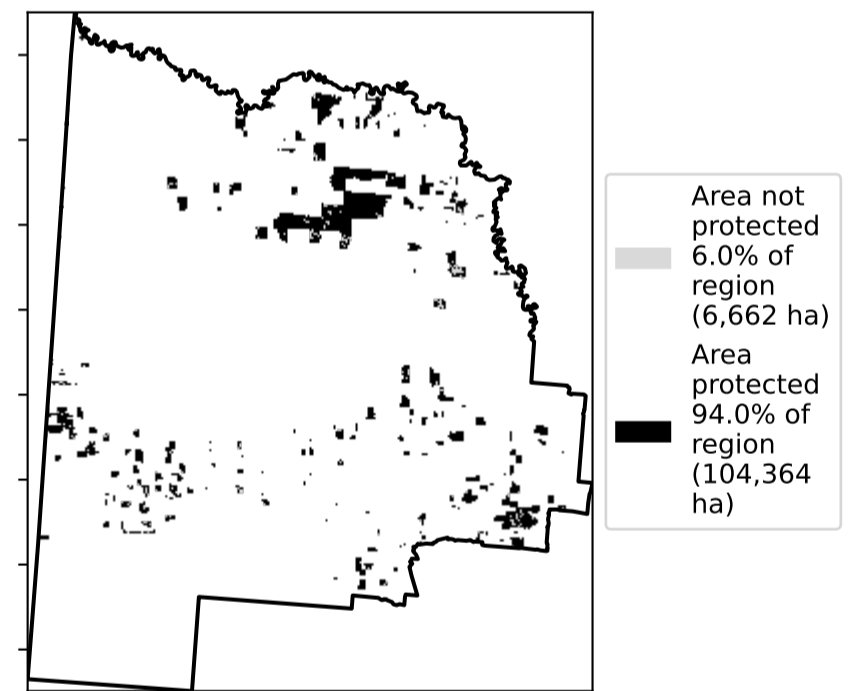 Area not
protected
6.0% of
region
(6,662 ha)
Area
protected
94.0% of
region
(104,364
ha)